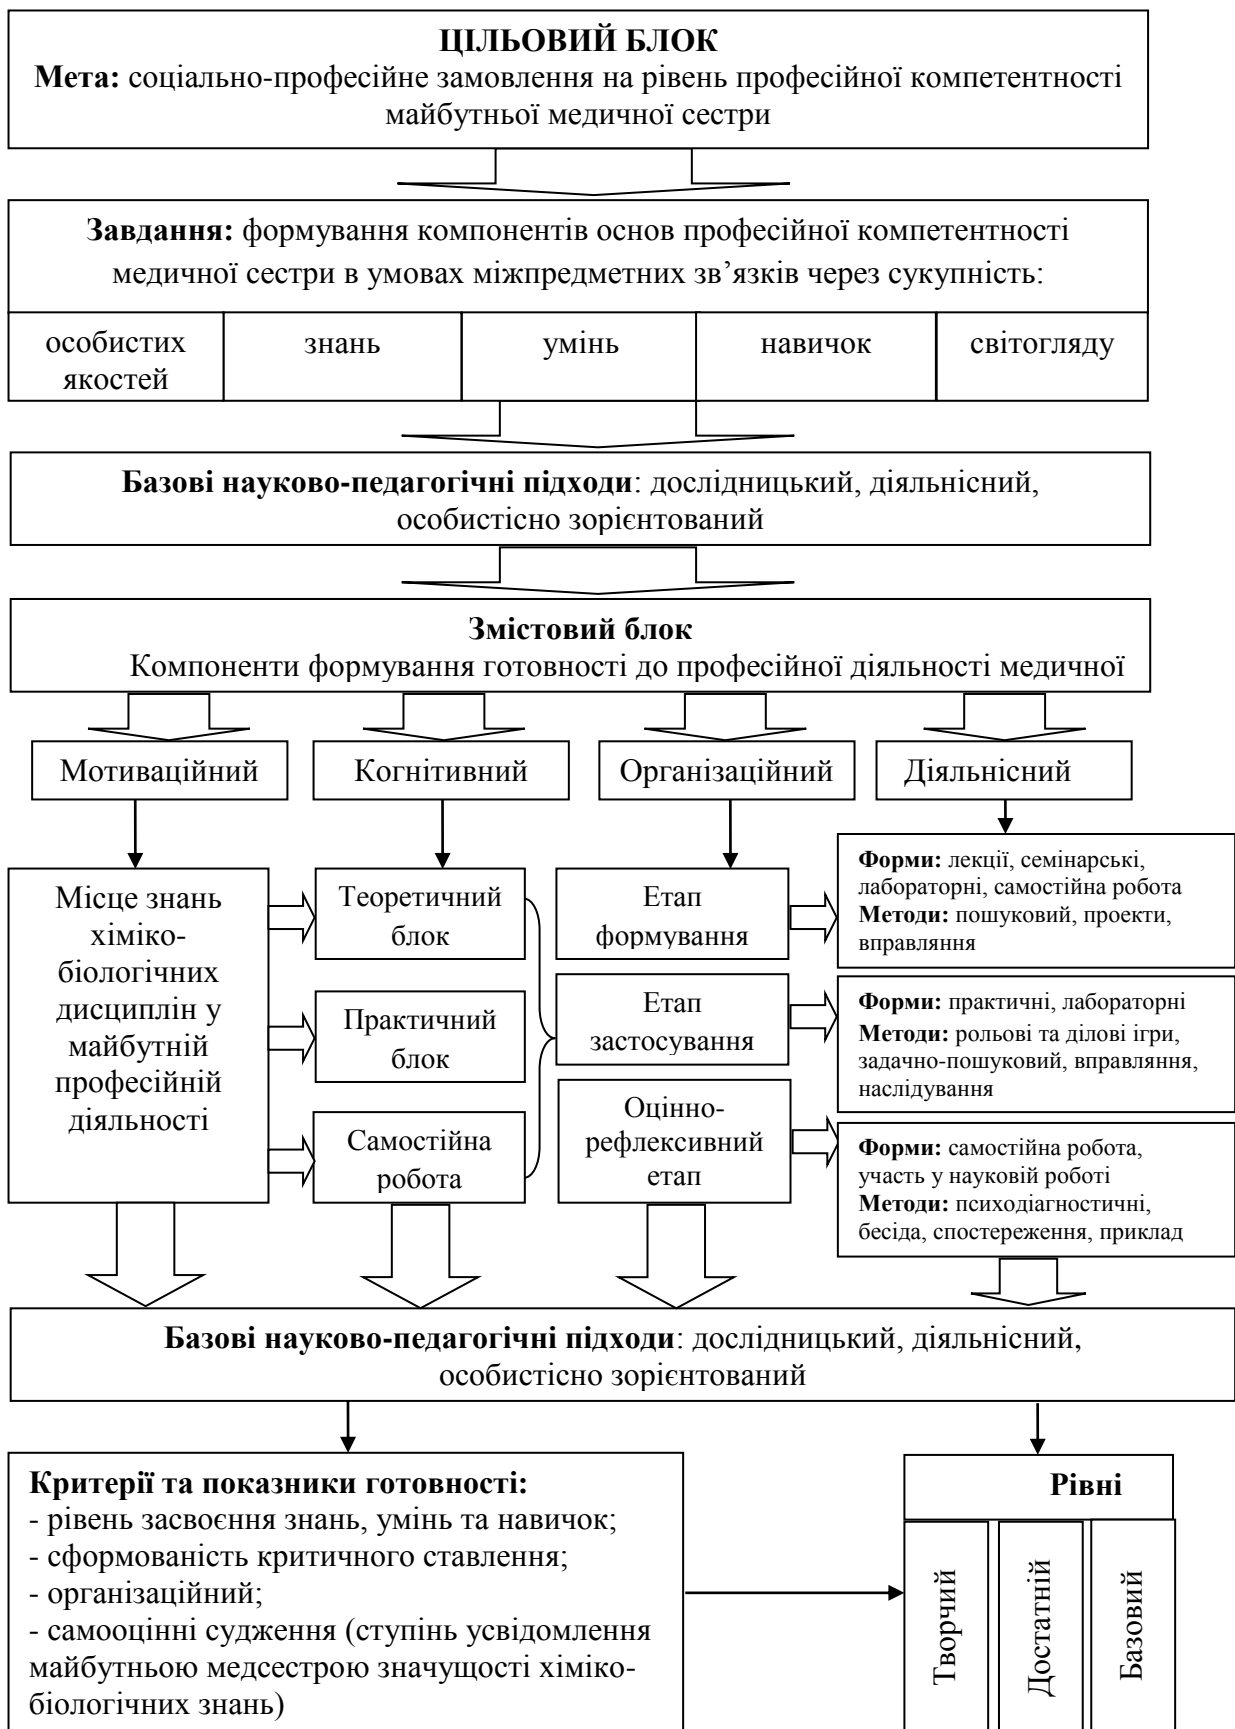 ЦІЛЬОВИЙ БЛОК
Мета: соціально-професійне замовлення на рівень професійної компетентності
майбутньої медичної сестри
Завдання: формування компонентів основ професійної компетентності
медичної сестри в умовах міжпредметних зв’язків через сукупність:
особистих
якостей
знань
умінь
навичок
світогляду
Базові науково-педагогічні підходи: дослідницький, діяльнісний,
особистісно зорієнтований
Змістовий блок
Компоненти формування готовності до професійної діяльності медичної
Мотиваційний
Когнітивний
Організаційний
Діяльнісний
Місце знань
хіміко-
біологічних
дисциплін у
майбутній
професійній
діяльності
Теоретичний
блок
Практичний
блок
Самостійна
робота
Етап
формування
Етап
застосування
Оцінно-
рефлексивний
етап
Форми: лекції, семінарські,
лабораторні, самостійна робота
Методи: пошуковий, проекти,
вправляння
Форми: практичні, лабораторні
Методи: рольові та ділові ігри,
задачно-пошуковий, вправляння,
наслідування
Форми: самостійна робота,
участь у науковій роботі
Методи: психодіагностичні,
бесіда, спостереження, приклад
Базові науково-педагогічні підходи: дослідницький, діяльнісний,
особистісно зорієнтований
Критерії та показники готовності:
- рівень засвоєння знань, умінь та навичок;
- сформованість критичного ставлення;
- організаційний;
- самооцінні судження (ступінь усвідомлення
майбутньою медсестрою значущості хіміко-
біологічних знань)
Рівні
Творчий
Достатній
Базовий